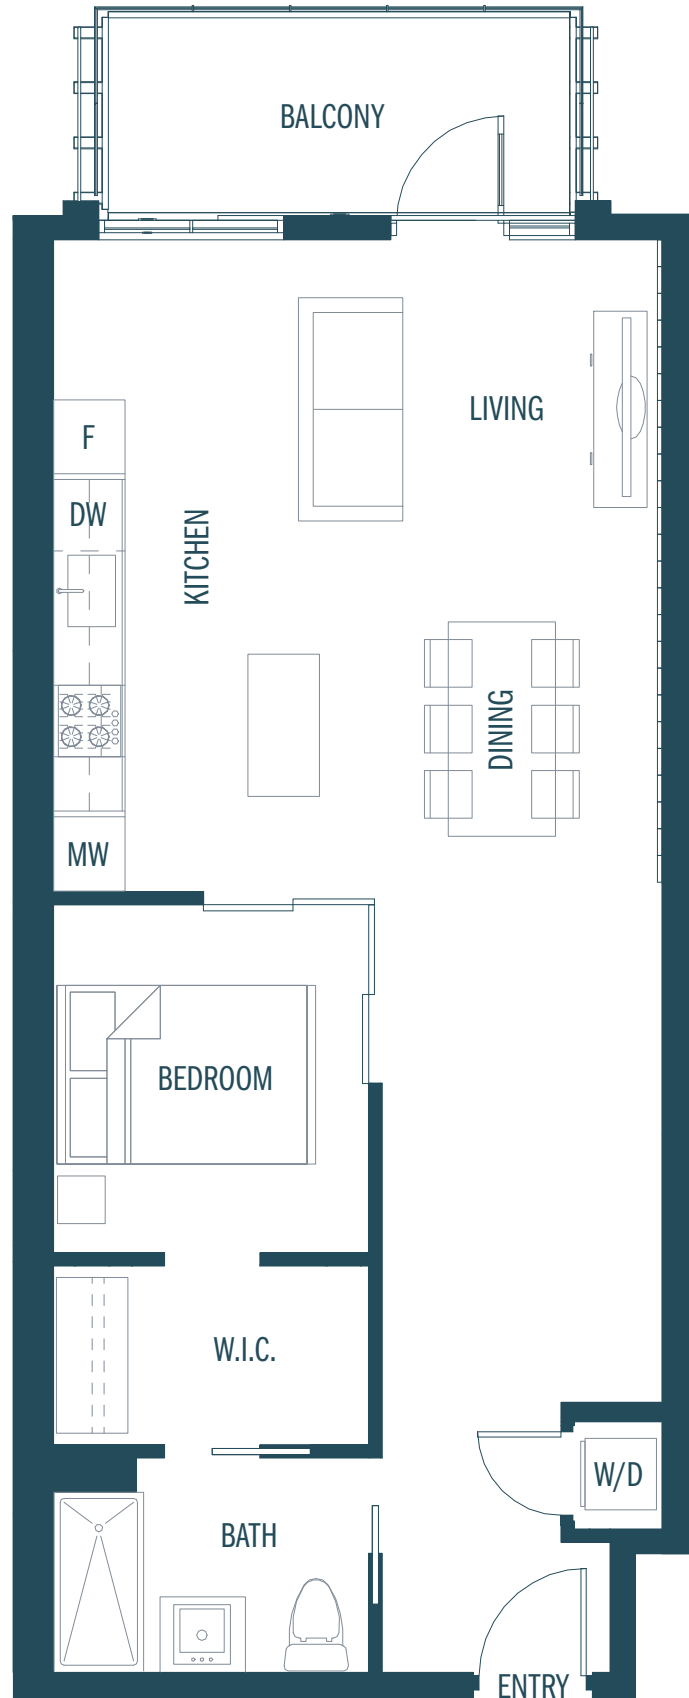 BALCONY
LIVING
F
DW
KITCHEN
DINING
MW
BEDROOM
W.I.C.
W/D
BATH
ENTRY